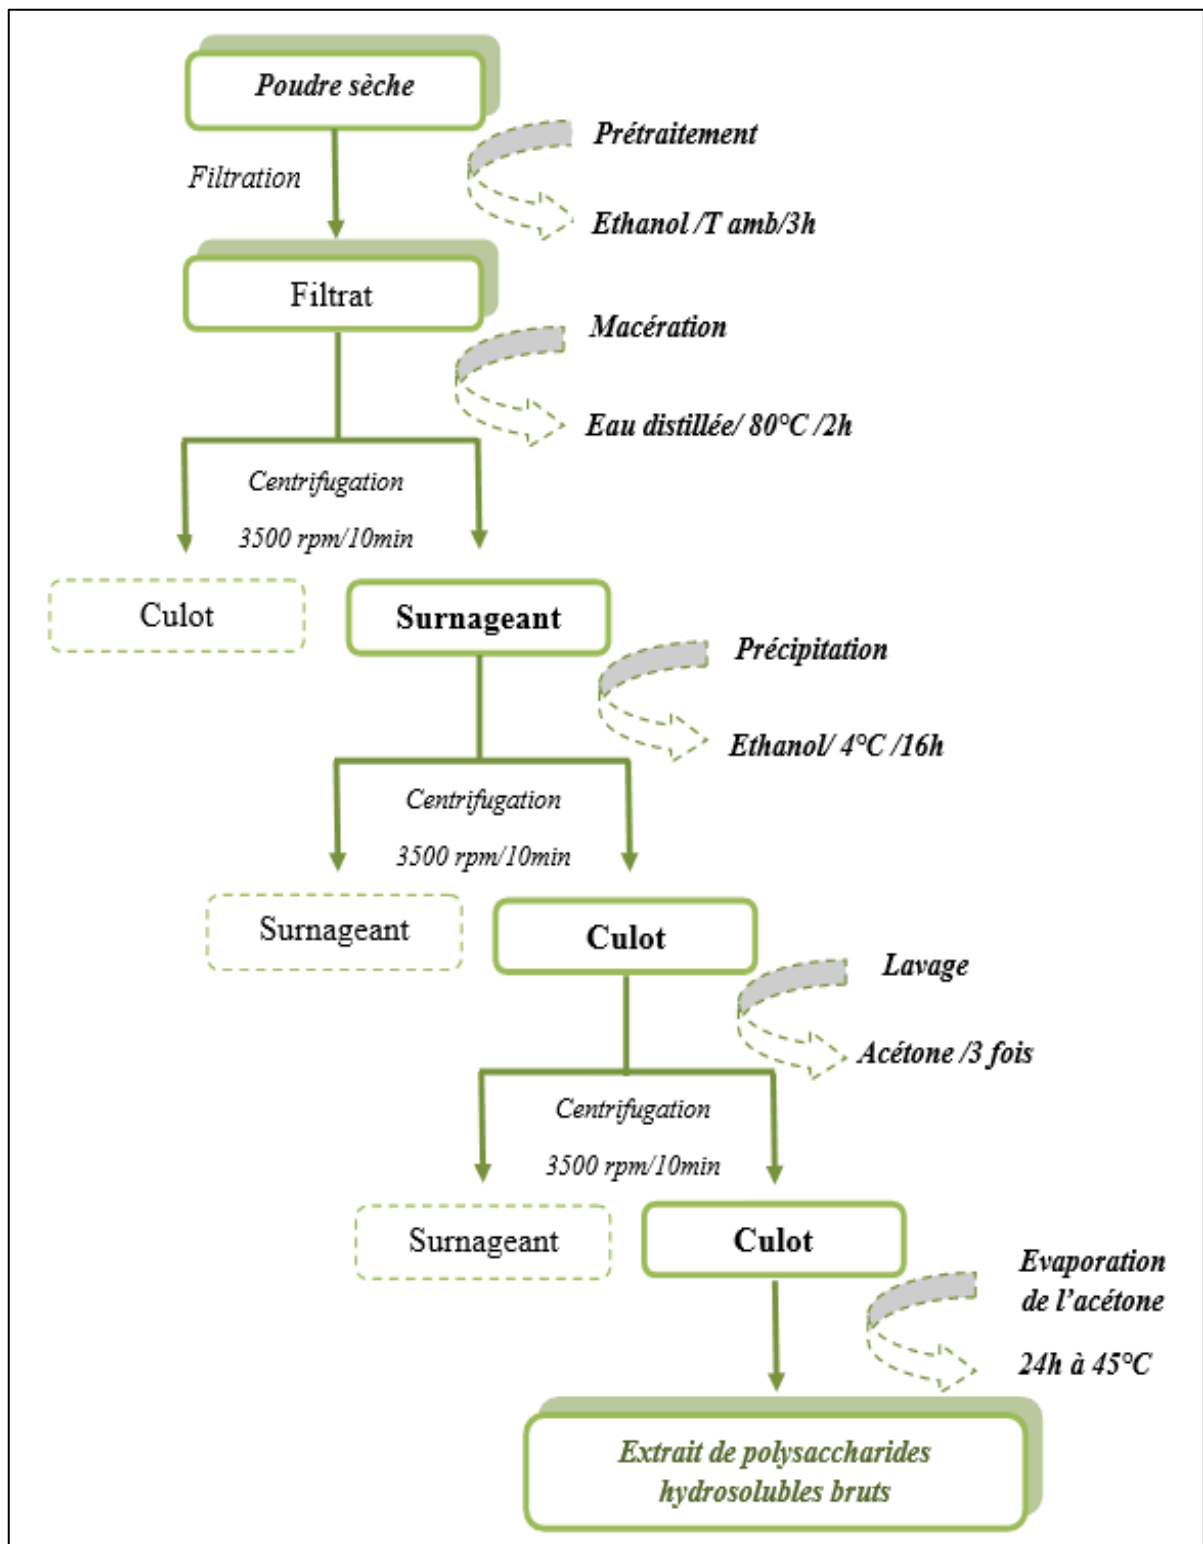 Poudre sèche
Prétraitement
Filtration
Ethanol /T amb/3h
Filtrat
Macération
Eau distillée/ 80°C /2h
Centrifugation
3500 rpm/10min
Culot
Surnageant
Précipitation
Ethanol/ 4°C /16h
Centrifugation
3500 rpm/10min
Surnageant
Culot
Lavage
Acétone /3 fois
Centrifugation
3500 rpm/10min
Surnageant
Culot
Evaporation
de l’acétone
24h à 45°C
Extrait de polysaccharides
hydrosolubles bruts